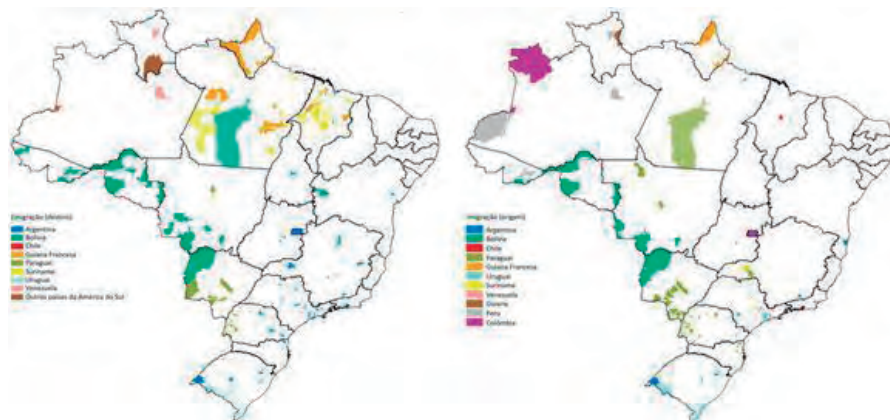 Emigração (destino)
Argentina
Bolívia
Chile
Guiana Francesa
Paraguai
Suriname
Uruguai
Venezuela
Outros países da América do Sul
Imigração (origem)
Argentina
Bolívia
Chile
Paraguai
Guiana Francesa
Uruguai
Suriname
Venezuela
Guiana
Peru
Colômbia